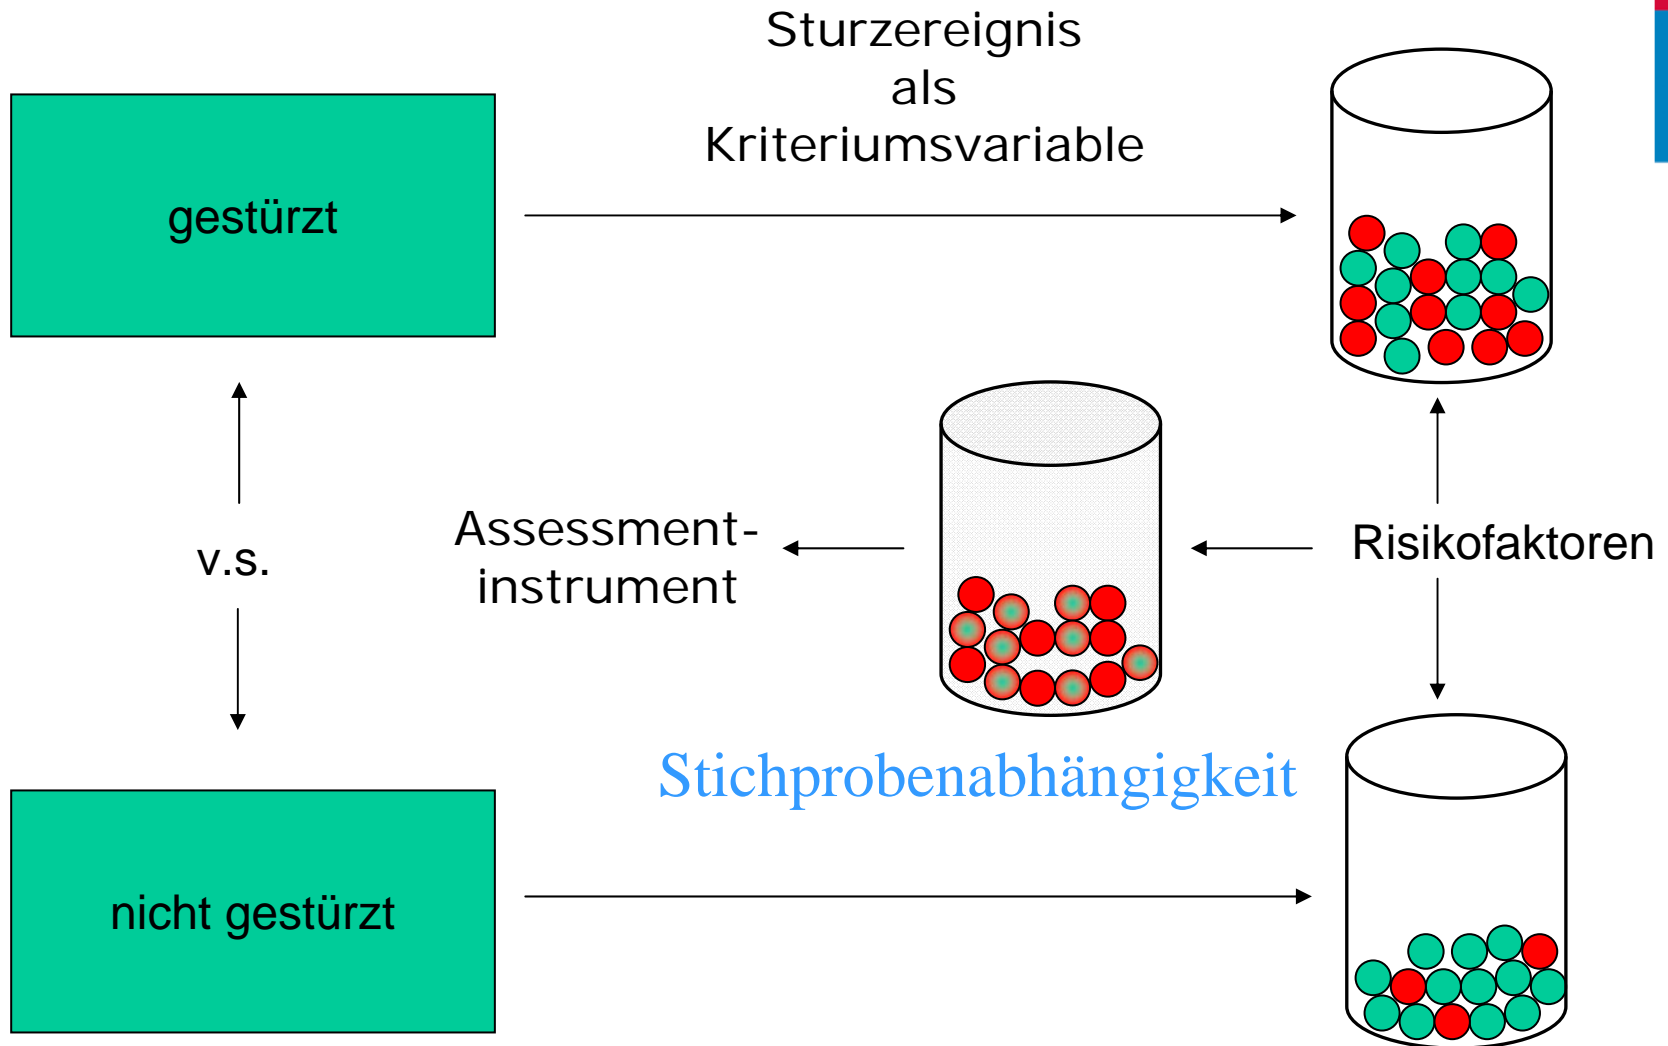 Sturzereignis
als
Kriteriumsvariable
gestürzt
Assessment-
instrument
v.s.
Risikofaktoren
Stichprobenabhängigkeit
nicht gestürzt